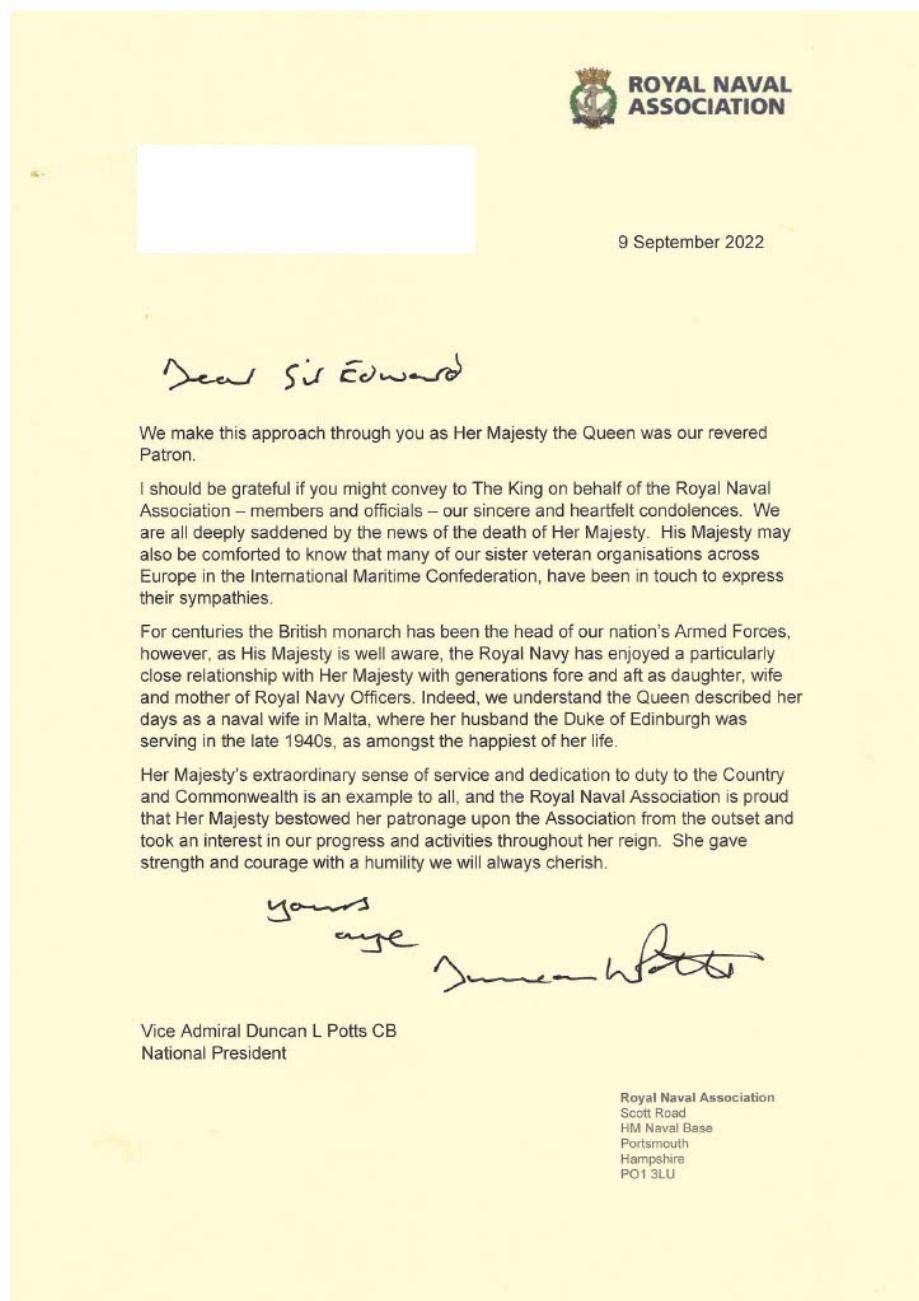 ROYAL NAVAL
ASSOCIATION
9 September 2022
Dear Sir Edward
We make this approach through you as Her Majesty the Queen was our revered
Patron.
I should be grateful if you might convey to The King on behalf of the Royal Naval
Association – members and officials – our sincere and heartfelt condolences.  We
are all deeply saddened by the news of the death of Her Majesty.  His Majesty may
also be comforted to know that many of our sister veteran organisations across
Europe in the International Maritime Confederation, have been in touch to express
their sympathies.
For centuries the British monarch has been the head of our nation's Armed Forces,
however, as His Majesty is well aware, the Royal Navy has enjoyed a particularly
close relationship with Her Majesty with generations fore and aft as daughter, wife
and mother of Royal Navy Officers. Indeed, we understand the Queen described her
days as a naval wife in Malta, where her husband the Duke of Edinburgh was
serving in the late 1940s, as amongst the happiest of her life.
Her Majesty's extraordinary sense of service and dedication to duty to the Country
and Commonwealth is an example to all, and the Royal Naval Association is proud
that Her Majesty bestowed her patronage upon the Association from the outset and
took an interest in our progress and activities throughout her reign.  She gave
strength and courage with a humility we will always cherish.
yours
aye
Duncan L Potts
Vice Admiral Duncan L Potts CB
National President
Royal Naval Association
Scott Road
HM Naval Base
Portsmouth
Hampshire
PO1 3LU